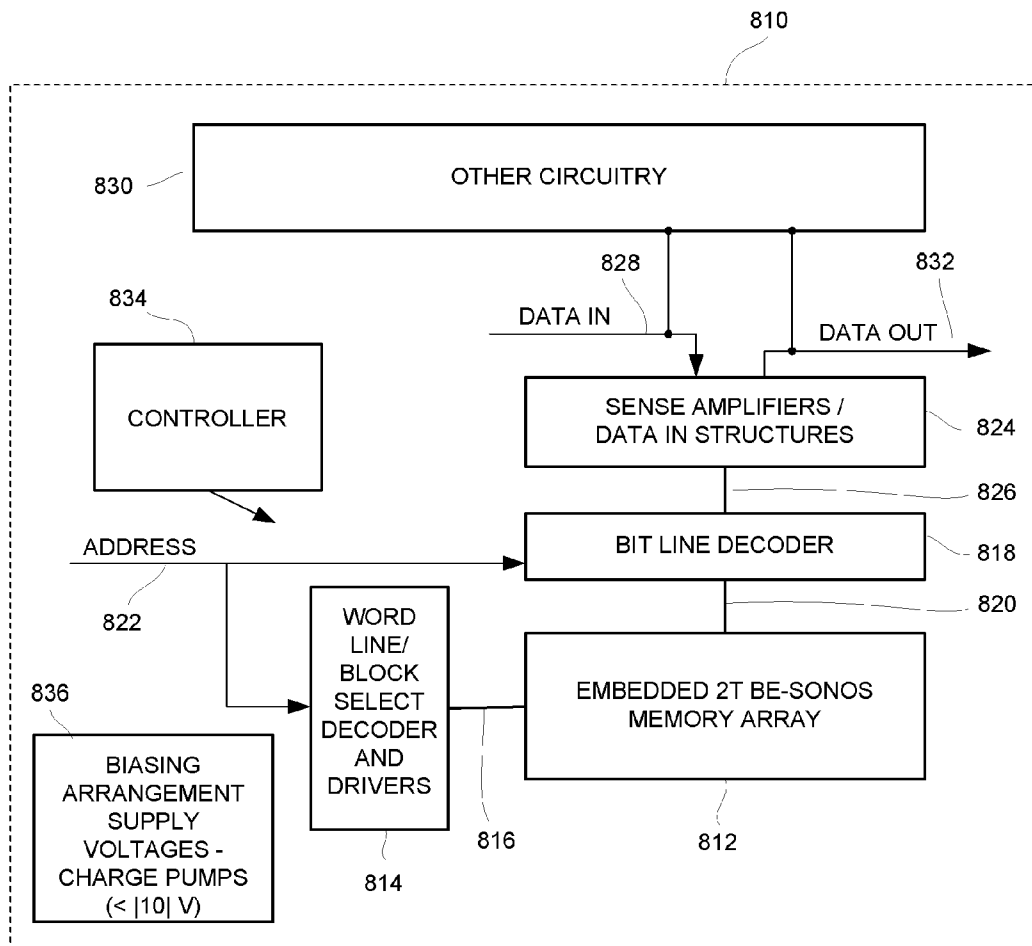 810
830
OTHER CIRCUITRY
828
832
834
DATA IN
DATA OUT
CONTROLLER
SENSE AMPLIFIERS /
DATA IN STRUCTURES
824
826
ADDRESS
BIT LINE DECODER
818
822
820
WORD
LINE/
BLOCK
SELECT
DECODER
AND
DRIVERS
EMBEDDED 2T BE-SONOS
MEMORY ARRAY
836
BIASING
ARRANGEMENT
SUPPLY
VOLTAGES -
CHARGE PUMPS
(< |10| V)
816
812
814